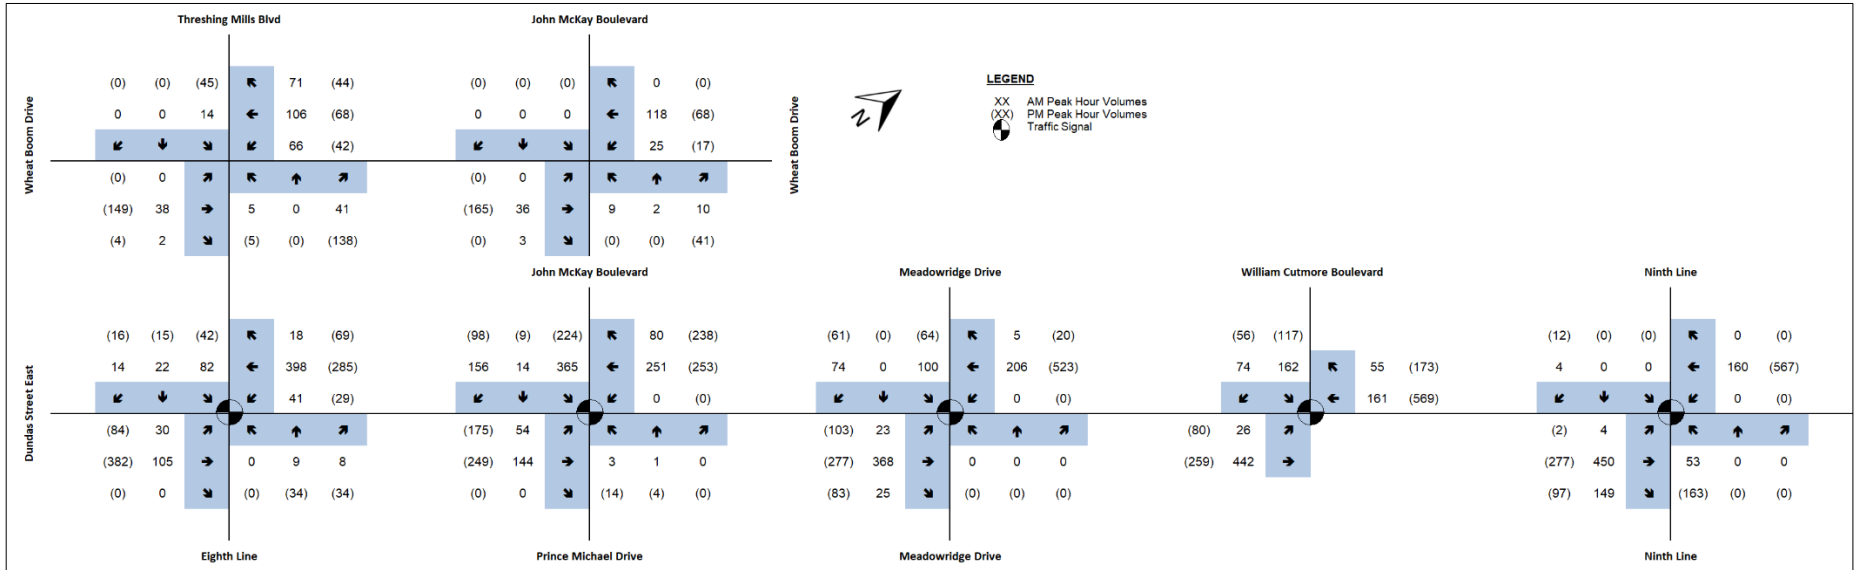 Threshing Mills Blvd
John McKay Boulevard
Wheat Boom Drive
(0) (0) (45) 71 (44)
0 0 14 106 (68)
66 (42)
(0) 0
(149) 38 5 0 41
(4) 2 (5) (0) (138)
(0) (0) (0) 0 (0)
0 0 0 118 (68)
25 (17)
(0) 0
(165) 36 9 2 10
(0) 3 (0) (0) (41)
Wheat Boom Drive
N
LEGEND
XX AM Peak Hour Volumes
(XX) PM Peak Hour Volumes
Traffic Signal
John McKay Boulevard
Meadowridge Drive
William Cutmore Boulevard
Ninth Line
Dundas Street East
(16) (15) (42) 18 (69)
14 22 82 398 (285)
41 (29)
(84) 30
(382) 105 0 9 8
(0) 0 (0) (34) (34)
Eighth Line
(98) (9) (224) 80 (238)
156 14 365 251 (253)
0 (0)
(175) 54
(249) 144 3 1 0
(0) 0 (14) (4) (0)
Prince Michael Drive
(61) (0) (64) 5 (20)
74 0 100 206 (523)
0 (0)
(103) 23
(277) 368 0 0 0
(83) 25 (0) (0) (0)
Meadowridge Drive
(56) (117)
74 162 55 (173)
161 (569)
(80) 26
(259) 442
(12) (0) (0) 0 (0)
4 0 0 160 (567)
0 (0)
(2) 4
(277) 450 53 0 0
(97) 149 (163) (0) (0)
Ninth Line